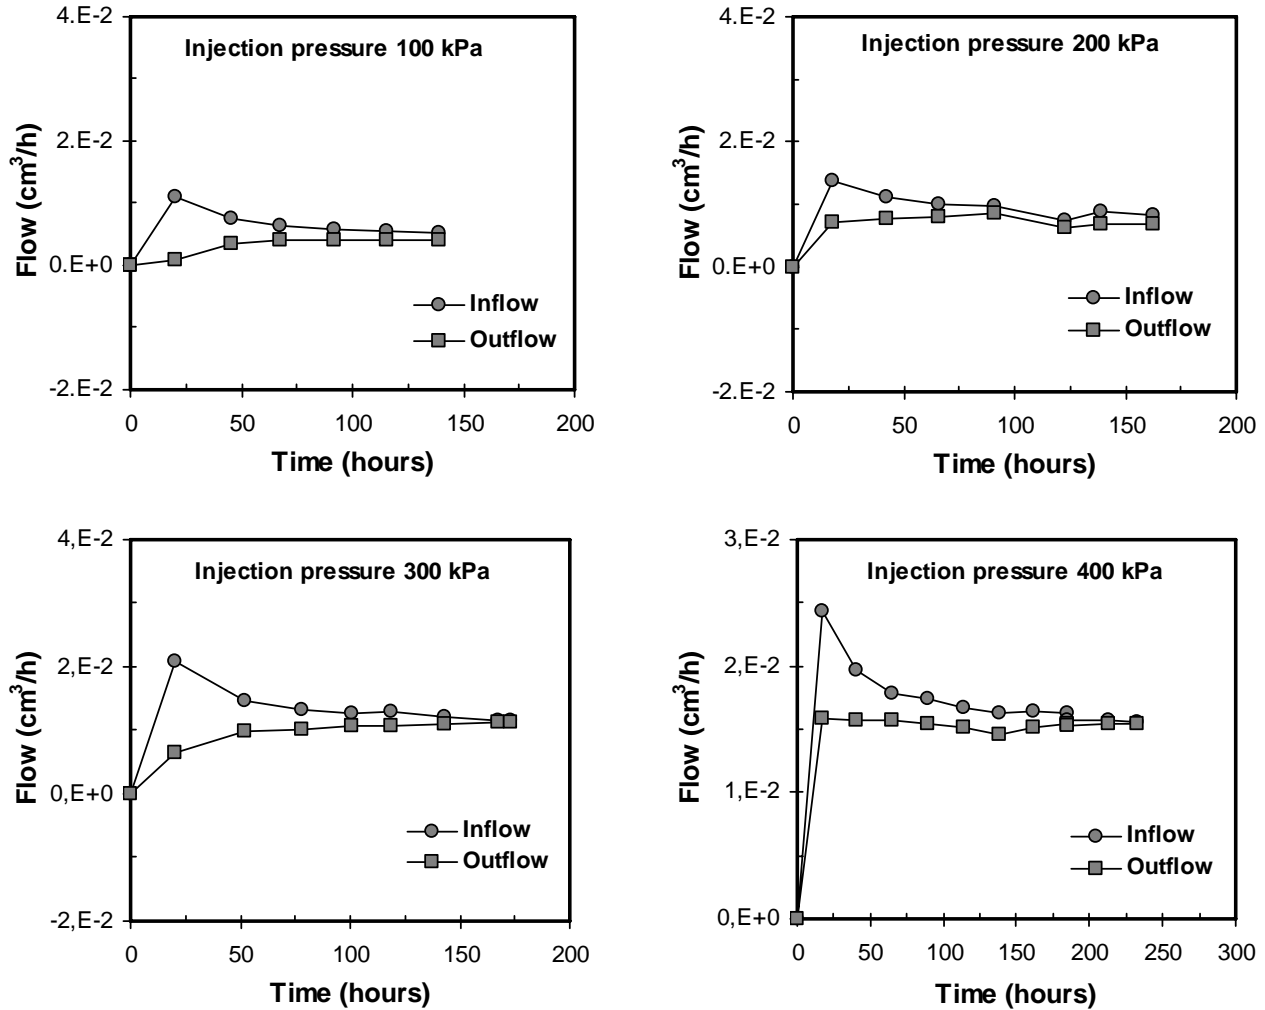 Injection pressure 100 kPa
4.E-2
2.E-2
0.E+0
-2.E-2
Flow (cm³/h)
Inflow
Outflow
0 50 100 150 200
Time (hours)
Injection pressure 200 kPa
4.E-2
2.E-2
0.E+0
-2.E-2
Flow (cm³/h)
Inflow
Outflow
0 50 100 150 200
Time (hours)
Injection pressure 300 kPa
4,E-2
2,E-2
0,E+0
-2,E-2
Flow (cm³/h)
Inflow
Outflow
0 50 100 150 200
Time (hours)
Injection pressure 400 kPa
3,E-2
2,E-2
1,E-2
0,E+0
Flow (cm³/h)
Inflow
Outflow
0 50 100 150 200 250 300
Time (hours)